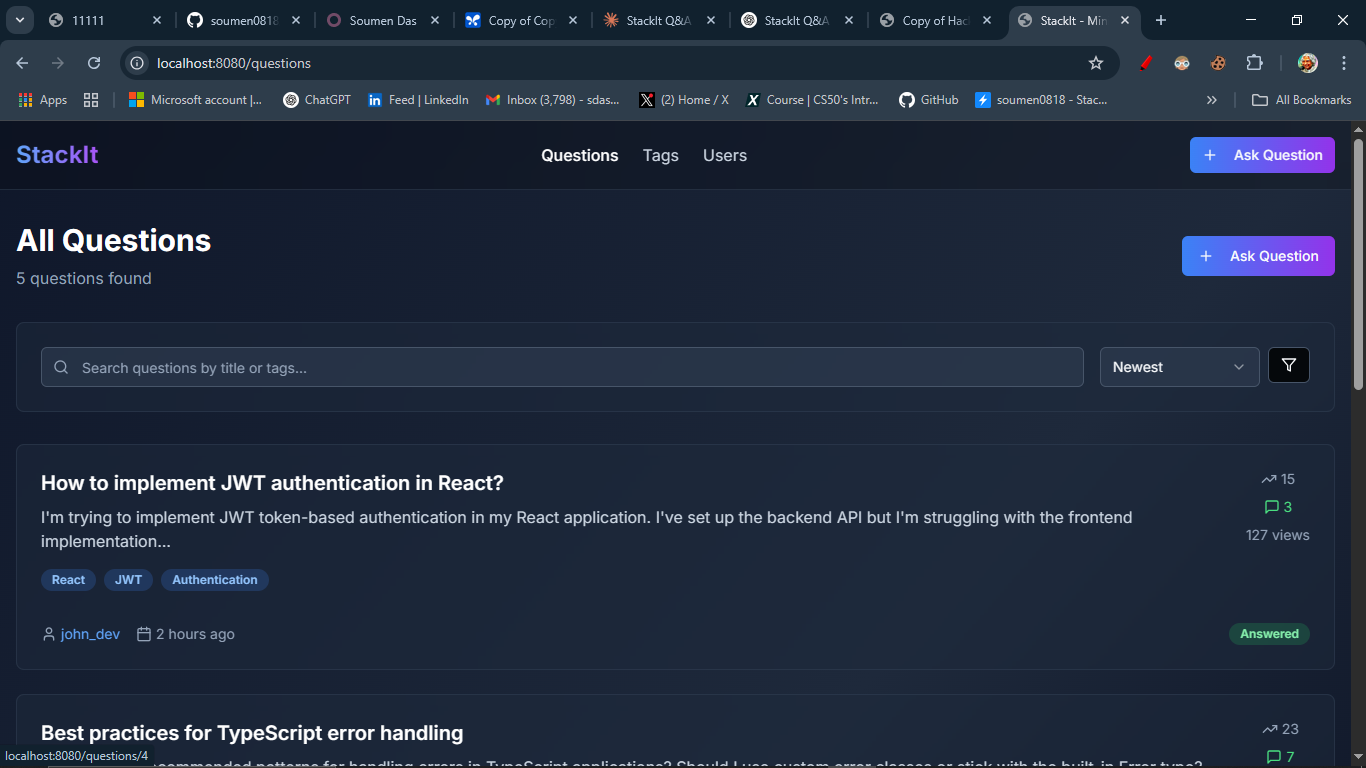 11111
soumen0818
Soumen Das
Copy of Cop
StackIt Q&A
StackIt Q&A
Copy of Hac
StackIt - Min
localhost:8080/questions
Apps
Microsoft account |...
ChatGPT
Feed | LinkedIn
Inbox (3,798) - sdas...
(2) Home / X
Course | CS50's Intr...
GitHub
soumen0818 - Stac...
»
All Bookmarks
StackIt
Questions
Tags
Users
+ Ask Question
All Questions
+ Ask Question
5 questions found
Search questions by title or tags...
Newest
How to implement JWT authentication in React?
15
I'm trying to implement JWT token-based authentication in my React application. I've set up the backend API but I'm struggling with the frontend
implementation...
3
127 views
React
JWT
Authentication
john_dev
2 hours ago
Answered
Best practices for TypeScript error handling
23
7
localhost:8080/questions/4
recommended patterns for handling errors in TypeScript applications? Should I use custom error classes or stick with the built-in Error type?